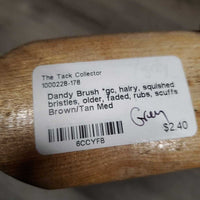 The Tack Collector
1000228-178
Dandy Brush *gc, hairy, squished
bristles, older, faded, rubs, scuffs
Brown/Tan Med
Grey
$2.40
6CCYFB